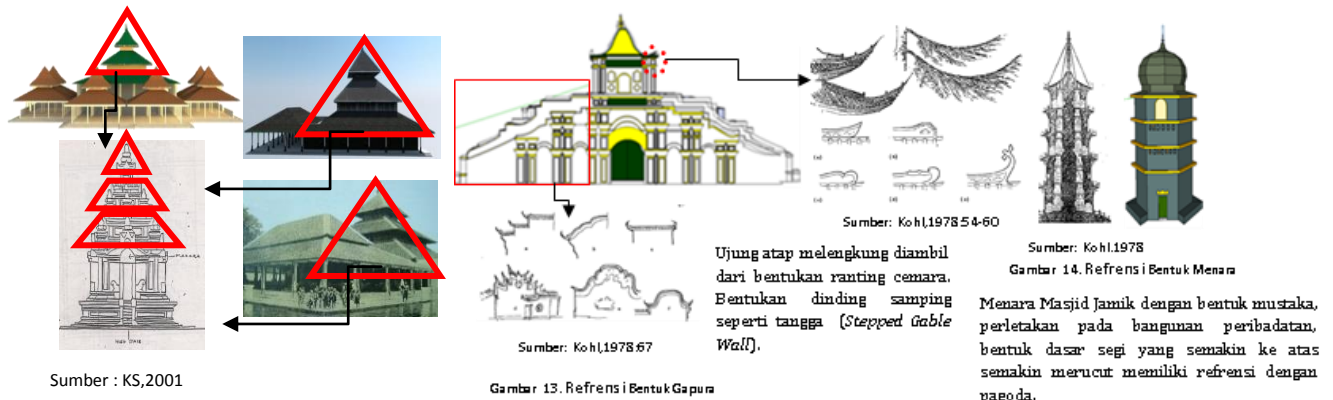 Sumber : KS,2001
(a)
(b)
(c)
(d)
(e)
Sumber: Kohl,1978:54-60
Sumber: Kohl,1978:67
Gambar 13. Refrensi Bentuk Gapura
Ujung atap melengkung diambil
dari bentukan ranting cemara.
Bentukan dinding samping
seperti tangga (Stepped Gable
Wall).
Sumber: Kohl.1978
Gambar 14. Refrensi Bentuk Menara
Menara Masjid Jamik dengan bentuk mustaka,
perletakan pada bangunan peribadatan,
bentuk dasar segi yang semakin ke atas
semakin merucut memiliki refrensi dengan
pagoda.